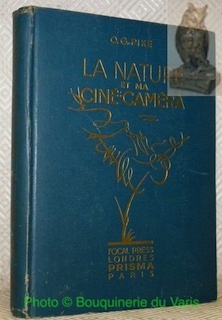 O.G. PIKE
LA NATURE
ET MA
CINÉ-CAMÉRA
FOCAL PRESS
LONDRES
PRISMA
PARIS
Photo © Bouquinerie du Varis